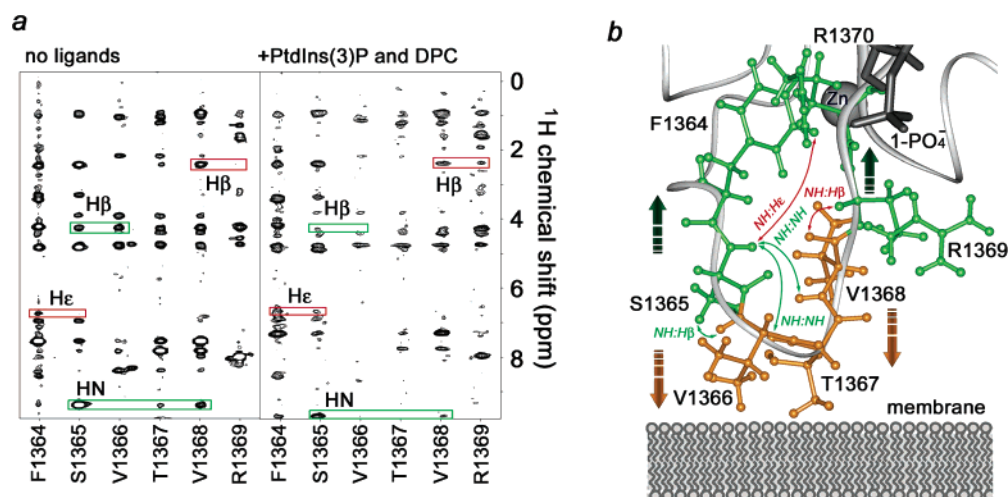 a
no ligands
+PtdIns(3)P and DPC
0
2
4
6
8
¹H chemical shift (ppm)
Hβ
Hβ
Hβ
Hβ
Hε
Hε
HN
HN
F1364
S1365
V1366
T1367
V1368
R1369
F1364
S1365
V1366
T1367
V1368
R1369
b
R1370
Zn
F1364
1-PO₄⁻
NH:Hε
NH:NH
NH:Hβ
R1369
S1365
V1368
NH:Hβ
NH:NH
V1366
T1367
membrane